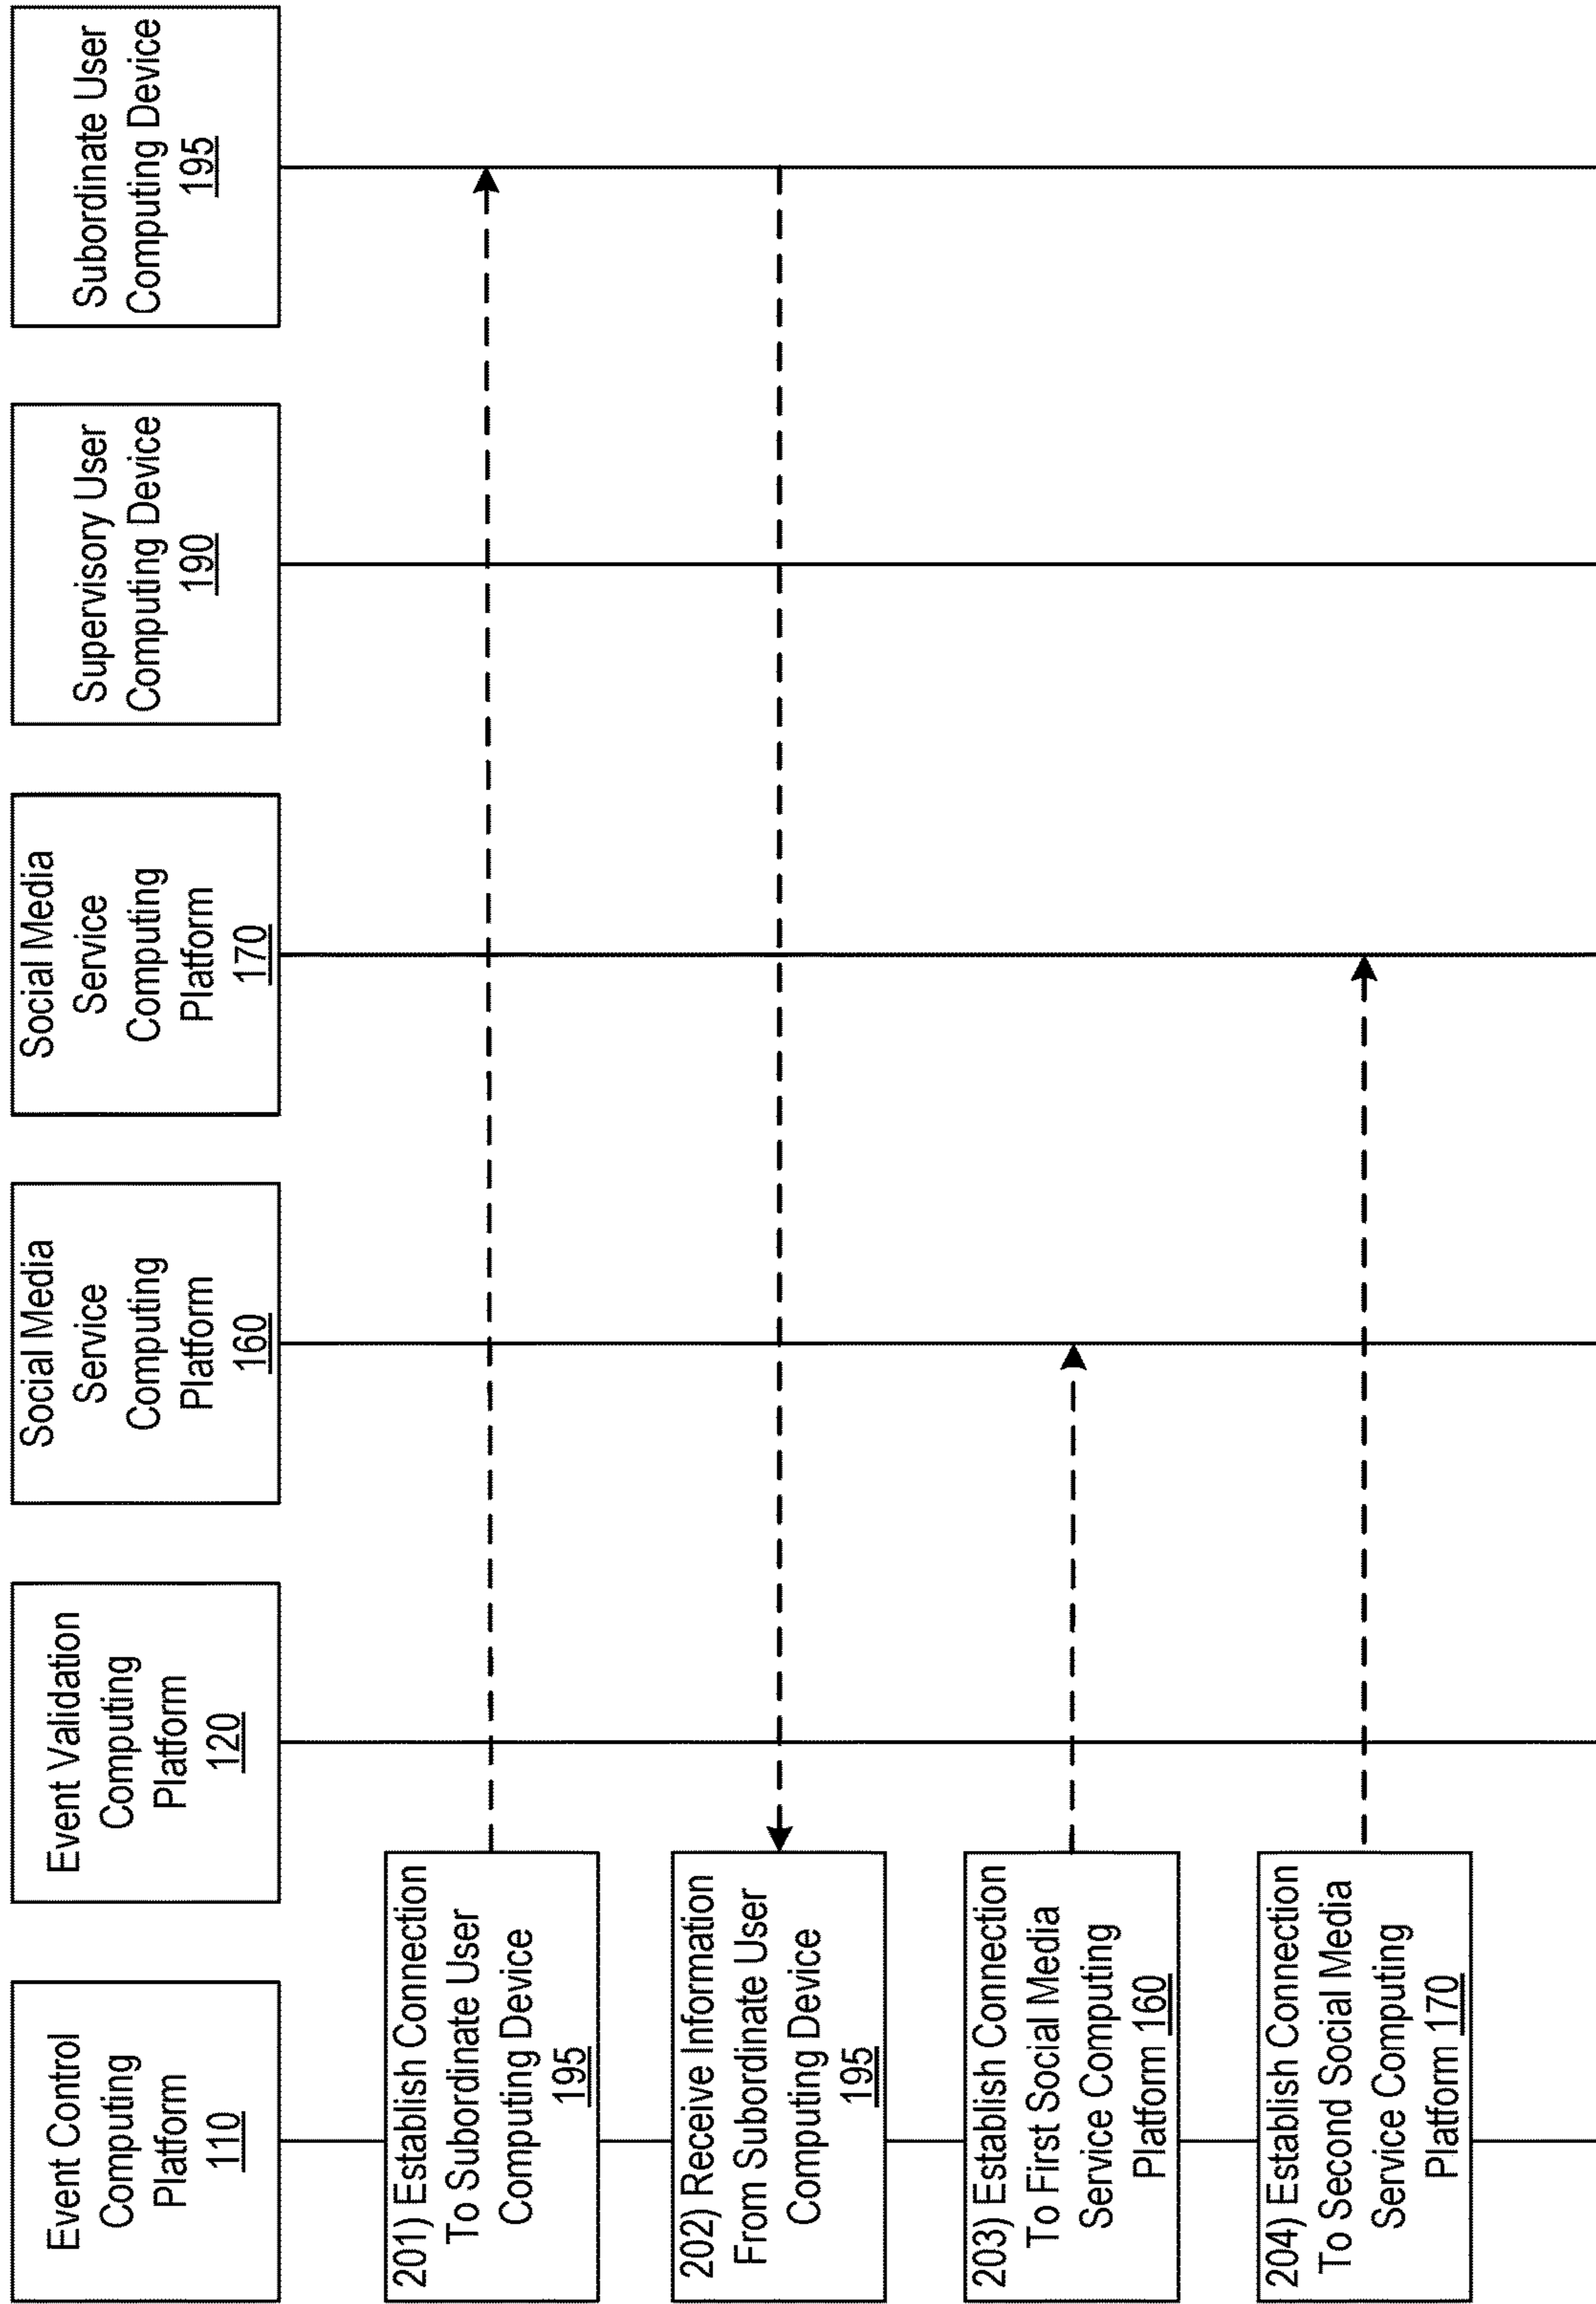 Event Control
Computing
Platform
110
Event Validation
Computing
Platform
120
Social Media
Service
Computing
Platform
160
Social Media
Service
Computing
Platform
170
Supervisory User
Computing Device
190
Subordinate User
Computing Device
195
201) Establish Connection
To Subordinate User
Computing Device
195
202) Receive Information
From Subordinate User
Computing Device
195
203) Establish Connection
To First Social Media
Service Computing
Platform 160
204) Establish Connection
To Second Social Media
Service Computing
Platform 170